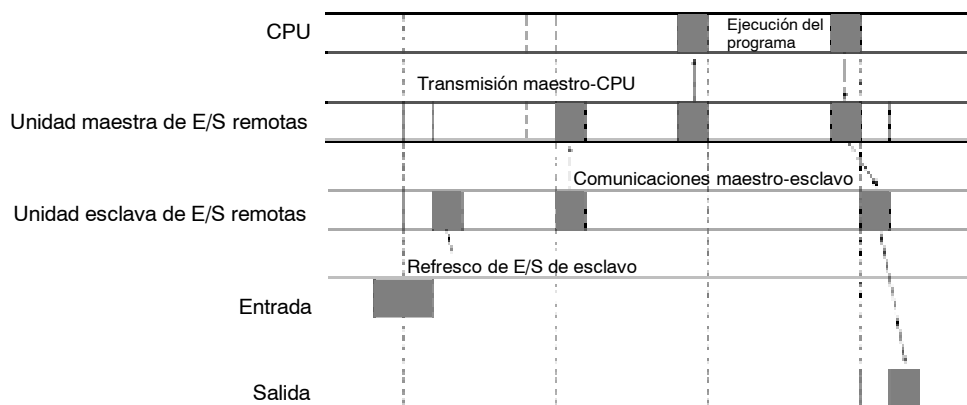 CPU
Ejecución del
programa
Transmisión maestro-CPU
Unidad maestra de E/S remotas
Comunicaciones maestro-esclavo
Unidad esclava de E/S remotas
Refresco de E/S de esclavo
Entrada
Salida